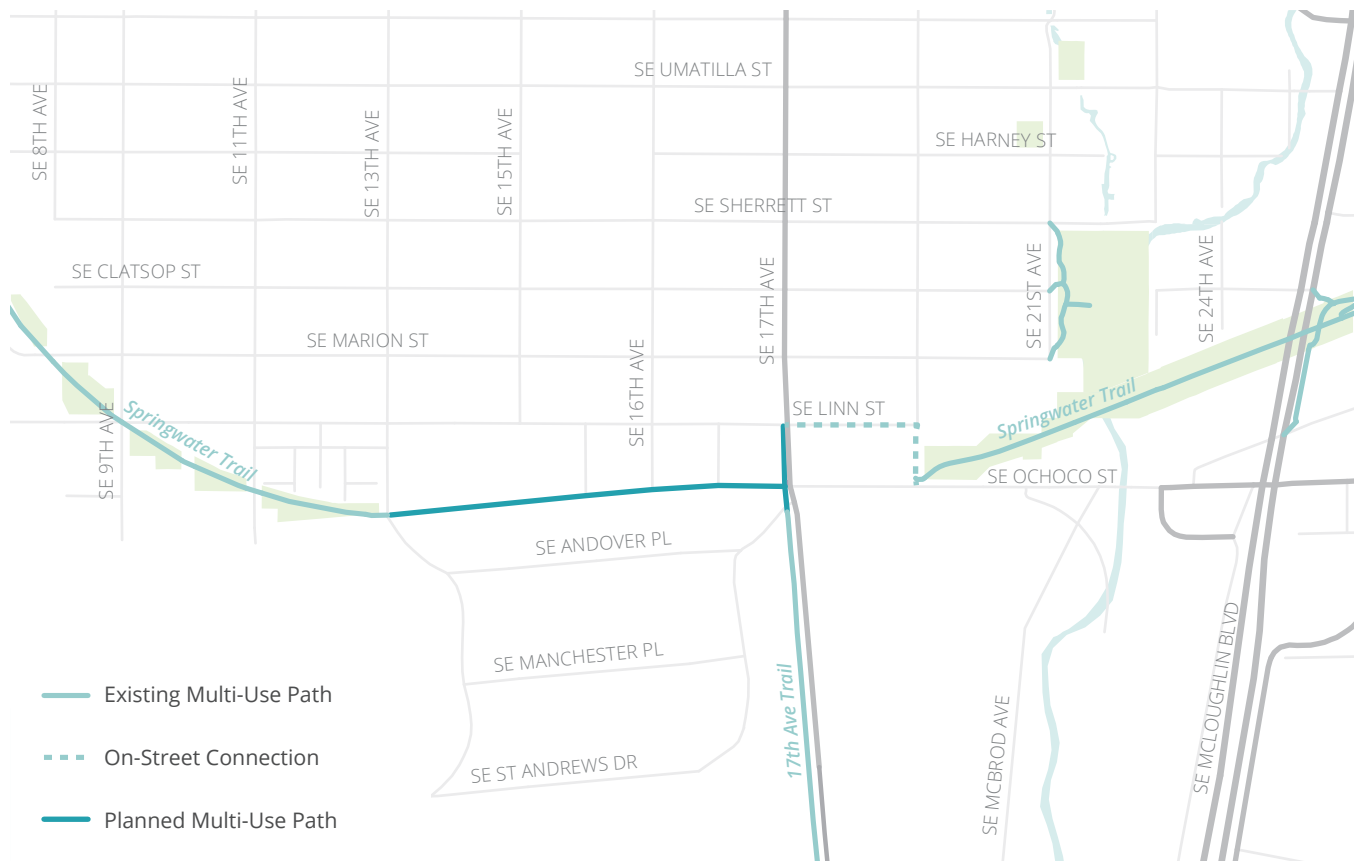 SE UMATILLA ST
SE 8TH AVE
SE 11TH AVE
SE 13TH AVE
SE 15TH AVE
SE HARNEY ST
SE SHERRETT ST
SE CLATSOP ST
SE 17TH AVE
SE 21ST AVE
SE 24TH AVE
SE MARION ST
SE 16TH AVE
SE 9TH AVE
Springwater Trail
SE LINN ST
Springwater Trail
SE OCHOCO ST
SE ANDOVER PL
SE MANCHESTER PL
SE ST ANDREWS DR
17th Ave Trail
SE MCBROD AVE
SE MCLOUGHLIN BLVD
Existing Multi-Use Path
On-Street Connection
Planned Multi-Use Path